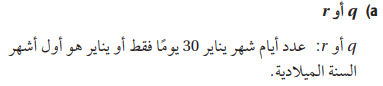 (a q أو r
q أو r: عدد أيام شهر يناير 30 يومًا فقط أو يناير هو أول أشهر
السنة الميلادية.